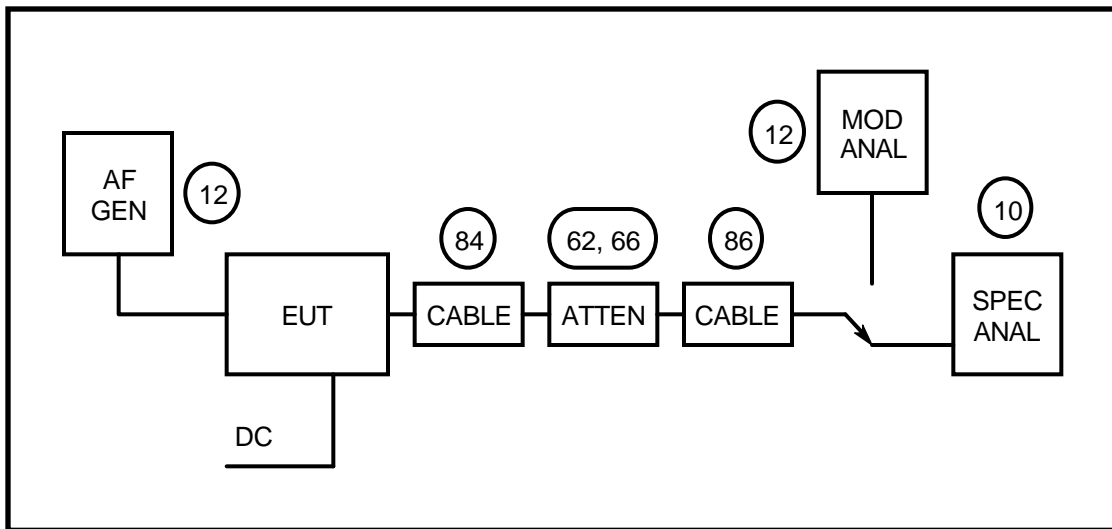 AF
GEN
12
EUT
DC
84
CABLE
62, 66
ATTEN
86
CABLE
12
MOD
ANAL
10
SPEC
ANAL